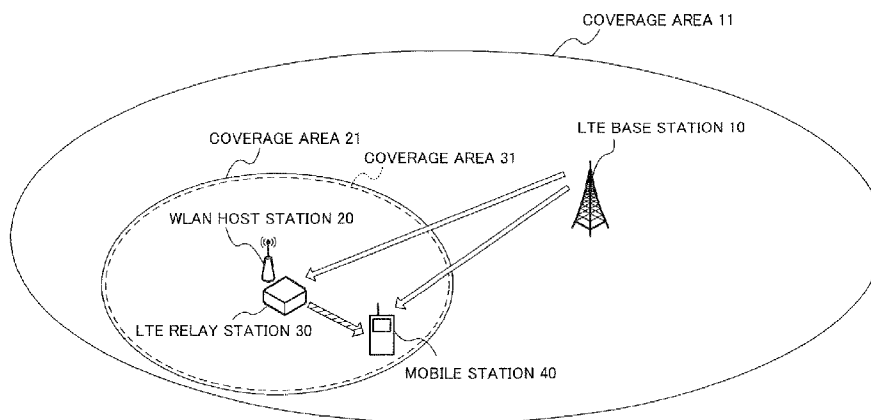 COVERAGE AREA 11
LTE BASE STATION 10
COVERAGE AREA 21
COVERAGE AREA 31
WLAN HOST STATION 20
LTE RELAY STATION 30
MOBILE STATION 40